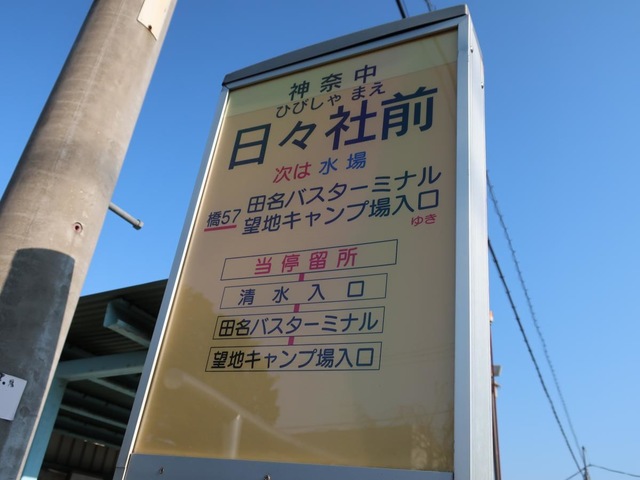 神奈中
ひびしゃ まえ
日々社前
次は 水場
橋57 田名バスターミナル
望地キャンプ場入口
ゆき
当停留所
清水入口
田名バスターミナル
望地キャンプ場入口